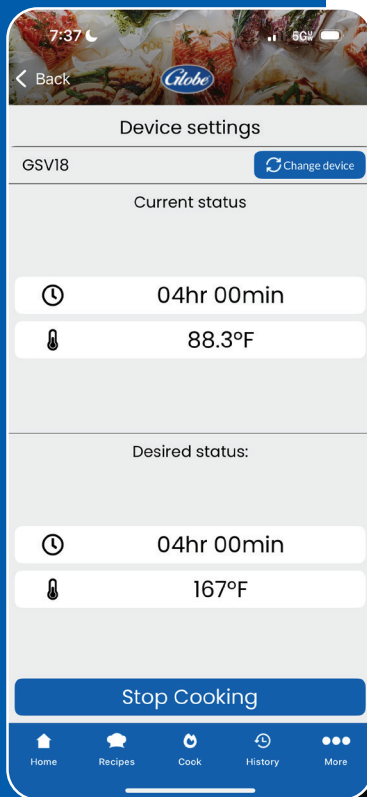 7:37
5G
Back
Globe
Device settings
GSV18
Change device
Current status
04hr 00min
88.3°F
Desired status:
04hr 00min
167°F
Stop Cooking
Home
Recipes
Cook
History
More